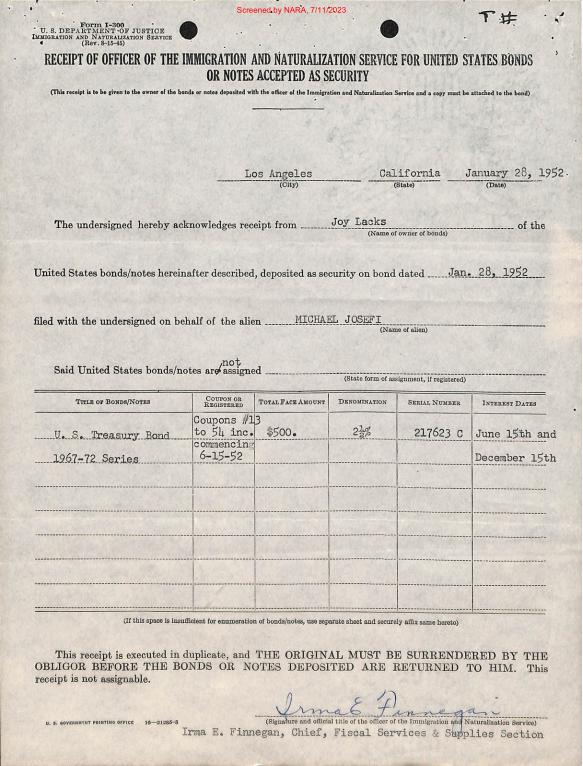 Screened by NARA, 7/11/2023
T #
Form I-300
U. S. DEPARTMENT OF JUSTICE
IMMIGRATION AND NATURALIZATION SERVICE
(Rev. 8-15-45)
RECEIPT OF OFFICER OF THE IMMIGRATION AND NATURALIZATION SERVICE FOR UNITED STATES BONDS
OR NOTES ACCEPTED AS SECURITY
(This receipt is to be given to the owner of the bonds or notes deposited with the officer of the Immigration and Naturalization Service and a copy must be attached to the bond)
Los Angeles California January 28, 1952.
(City) (State) (Date)
The undersigned hereby acknowledges receipt from Joy Lacks of the
(Name of owner of bonds)
United States bonds/notes hereinafter described, deposited as security on bond dated Jan. 28, 1952
filed with the undersigned on behalf of the alien MICHAEL JOSEFI
(Name of alien)
not
Said United States bonds/notes are assigned
(State form of assignment, if registered)
TITLE OF BONDS/NOTES COUPON OR REGISTERED TOTAL FACE AMOUNT DENOMINATION SERIAL NUMBER INTEREST DATES
Coupons #13
U. S. Treasury Bond to 54 inc. $500. 2½% 217623 C June 15th and
commencing
1967-72 Series 6-15-52 December 15th
(If this space is insufficient for enumeration of bonds/notes, use separate sheet and securely affix same hereto)
This receipt is executed in duplicate, and THE ORIGINAL MUST BE SURRENDERED BY THE
OBLIGOR BEFORE THE BONDS OR NOTES DEPOSITED ARE RETURNED TO HIM. This
receipt is not assignable.
Irma E Finnegan
U. S. GOVERNMENT PRINTING OFFICE (Signature and official title of the officer of the Immigration and Naturalization Service)
Irma E. Finnegan, Chief, Fiscal Services & Supplies Section